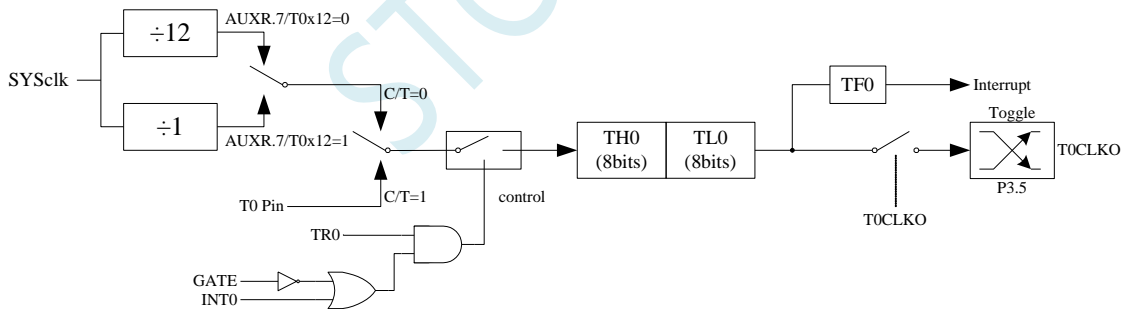 AUXR.7/T0x12=0
÷12
SYSclk
C/T=0
÷1
AUXR.7/T0x12=1
TF0
Interrupt
Toggle
TH0
(8bits)
TL0
(8bits)
T0CLKO
P3.5
T0 Pin
C/T=1
control
T0CLKO
TR0
GATE
INT0
STC